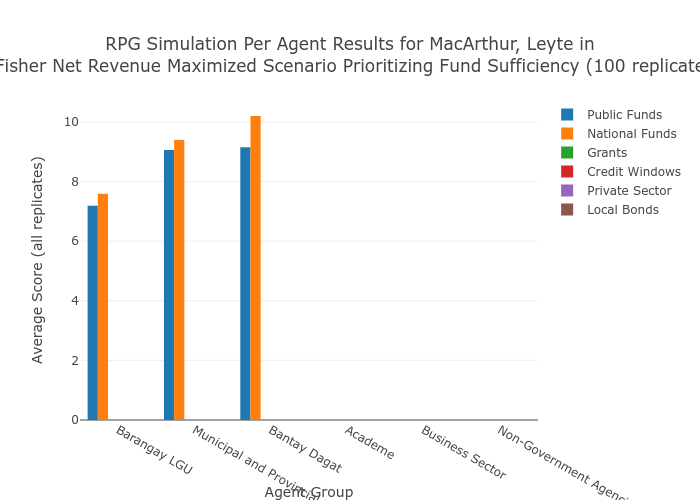 RPG Simulation Per Agent Results for MacArthur, Leyte in
Fisher Net Revenue Maximized Scenario Prioritizing Fund Sufficiency (100 replicate
Public Funds
National Funds
Grants
Credit Windows
Private Sector
Local Bonds
Average Score (all replicates)
10
8
6
4
2
0
Barangay LGU
Municipal and Provincial
Bantay Dagat
Academe
Business Sector
Non-Government Agenci
Agent Group